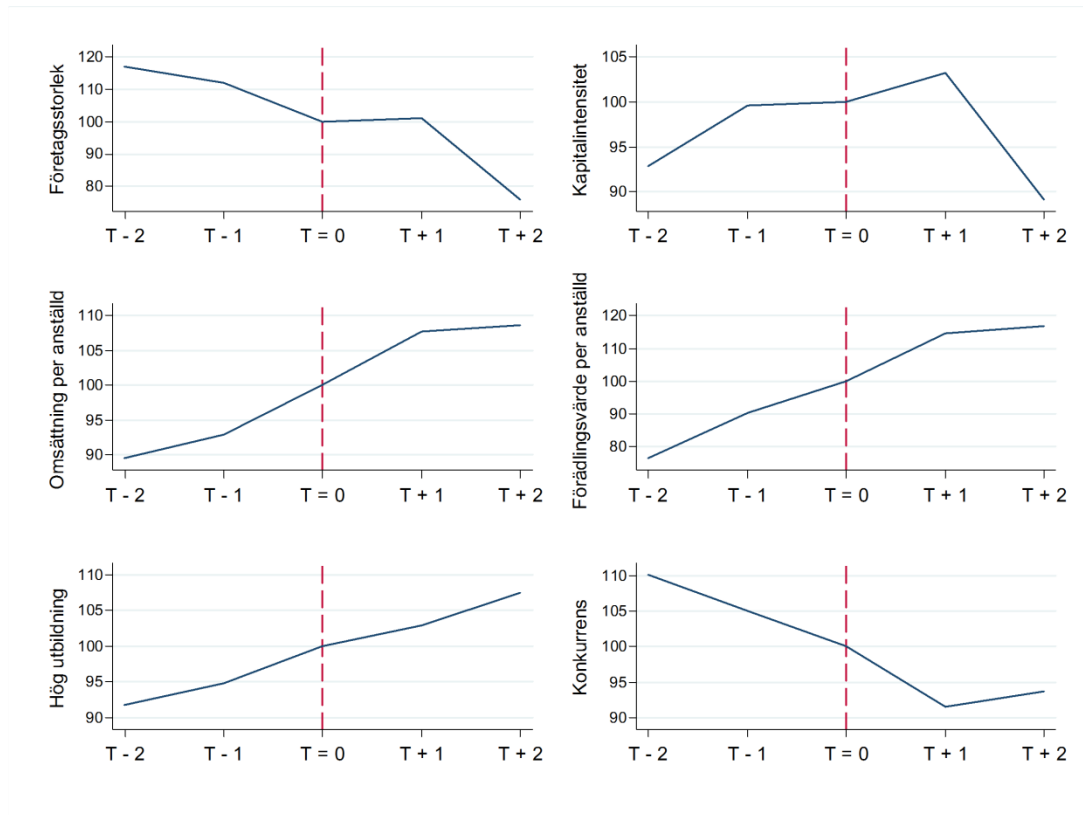 Företagsstorlek
120
110
100
90
80
T - 2 T - 1 T = 0 T + 1 T + 2
Kapitalintensitet
105
100
95
90
T - 2 T - 1 T = 0 T + 1 T + 2
Omsättning per anställd
110
105
100
95
90
T - 2 T - 1 T = 0 T + 1 T + 2
Förädlingsvärde per anställd
120
110
100
90
80
T - 2 T - 1 T = 0 T + 1 T + 2
Hög utbildning
110
105
100
95
90
T - 2 T - 1 T = 0 T + 1 T + 2
Konkurrens
110
105
100
95
90
T - 2 T - 1 T = 0 T + 1 T + 2